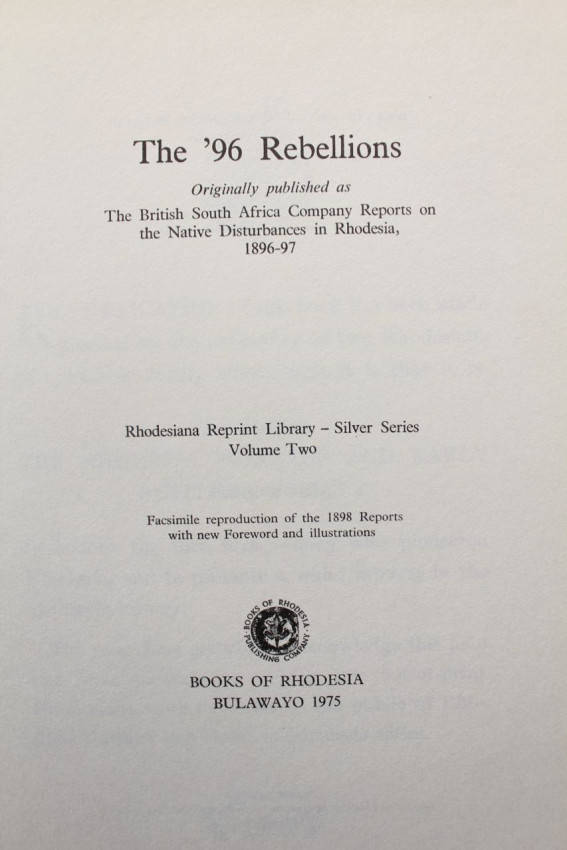 The '96 Rebellions
Originally published as
The British South Africa Company Reports on
the Native Disturbances in Rhodesia,
1896-97
Rhodesiana Reprint Library – Silver Series
Volume Two
Facsimile reproduction of the 1898 Reports
with new Foreword and illustrations
BOOKS OF RHODESIA
PUBLISHING COMPANY
BOOKS OF RHODESIA
BULAWAYO 1975